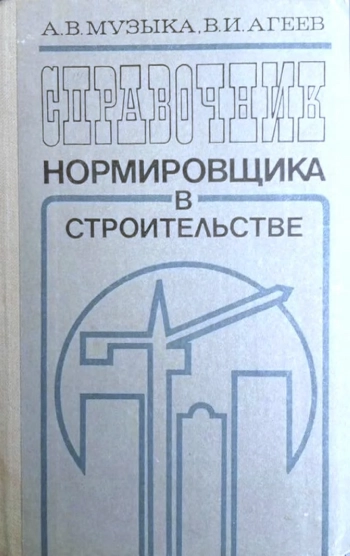 А.В.МУЗЫКА, В.И.АГЕЕВ
СПРАВОЧНИК
НОРМИРОВЩИКА
В
СТРОИТЕЛЬСТВЕ